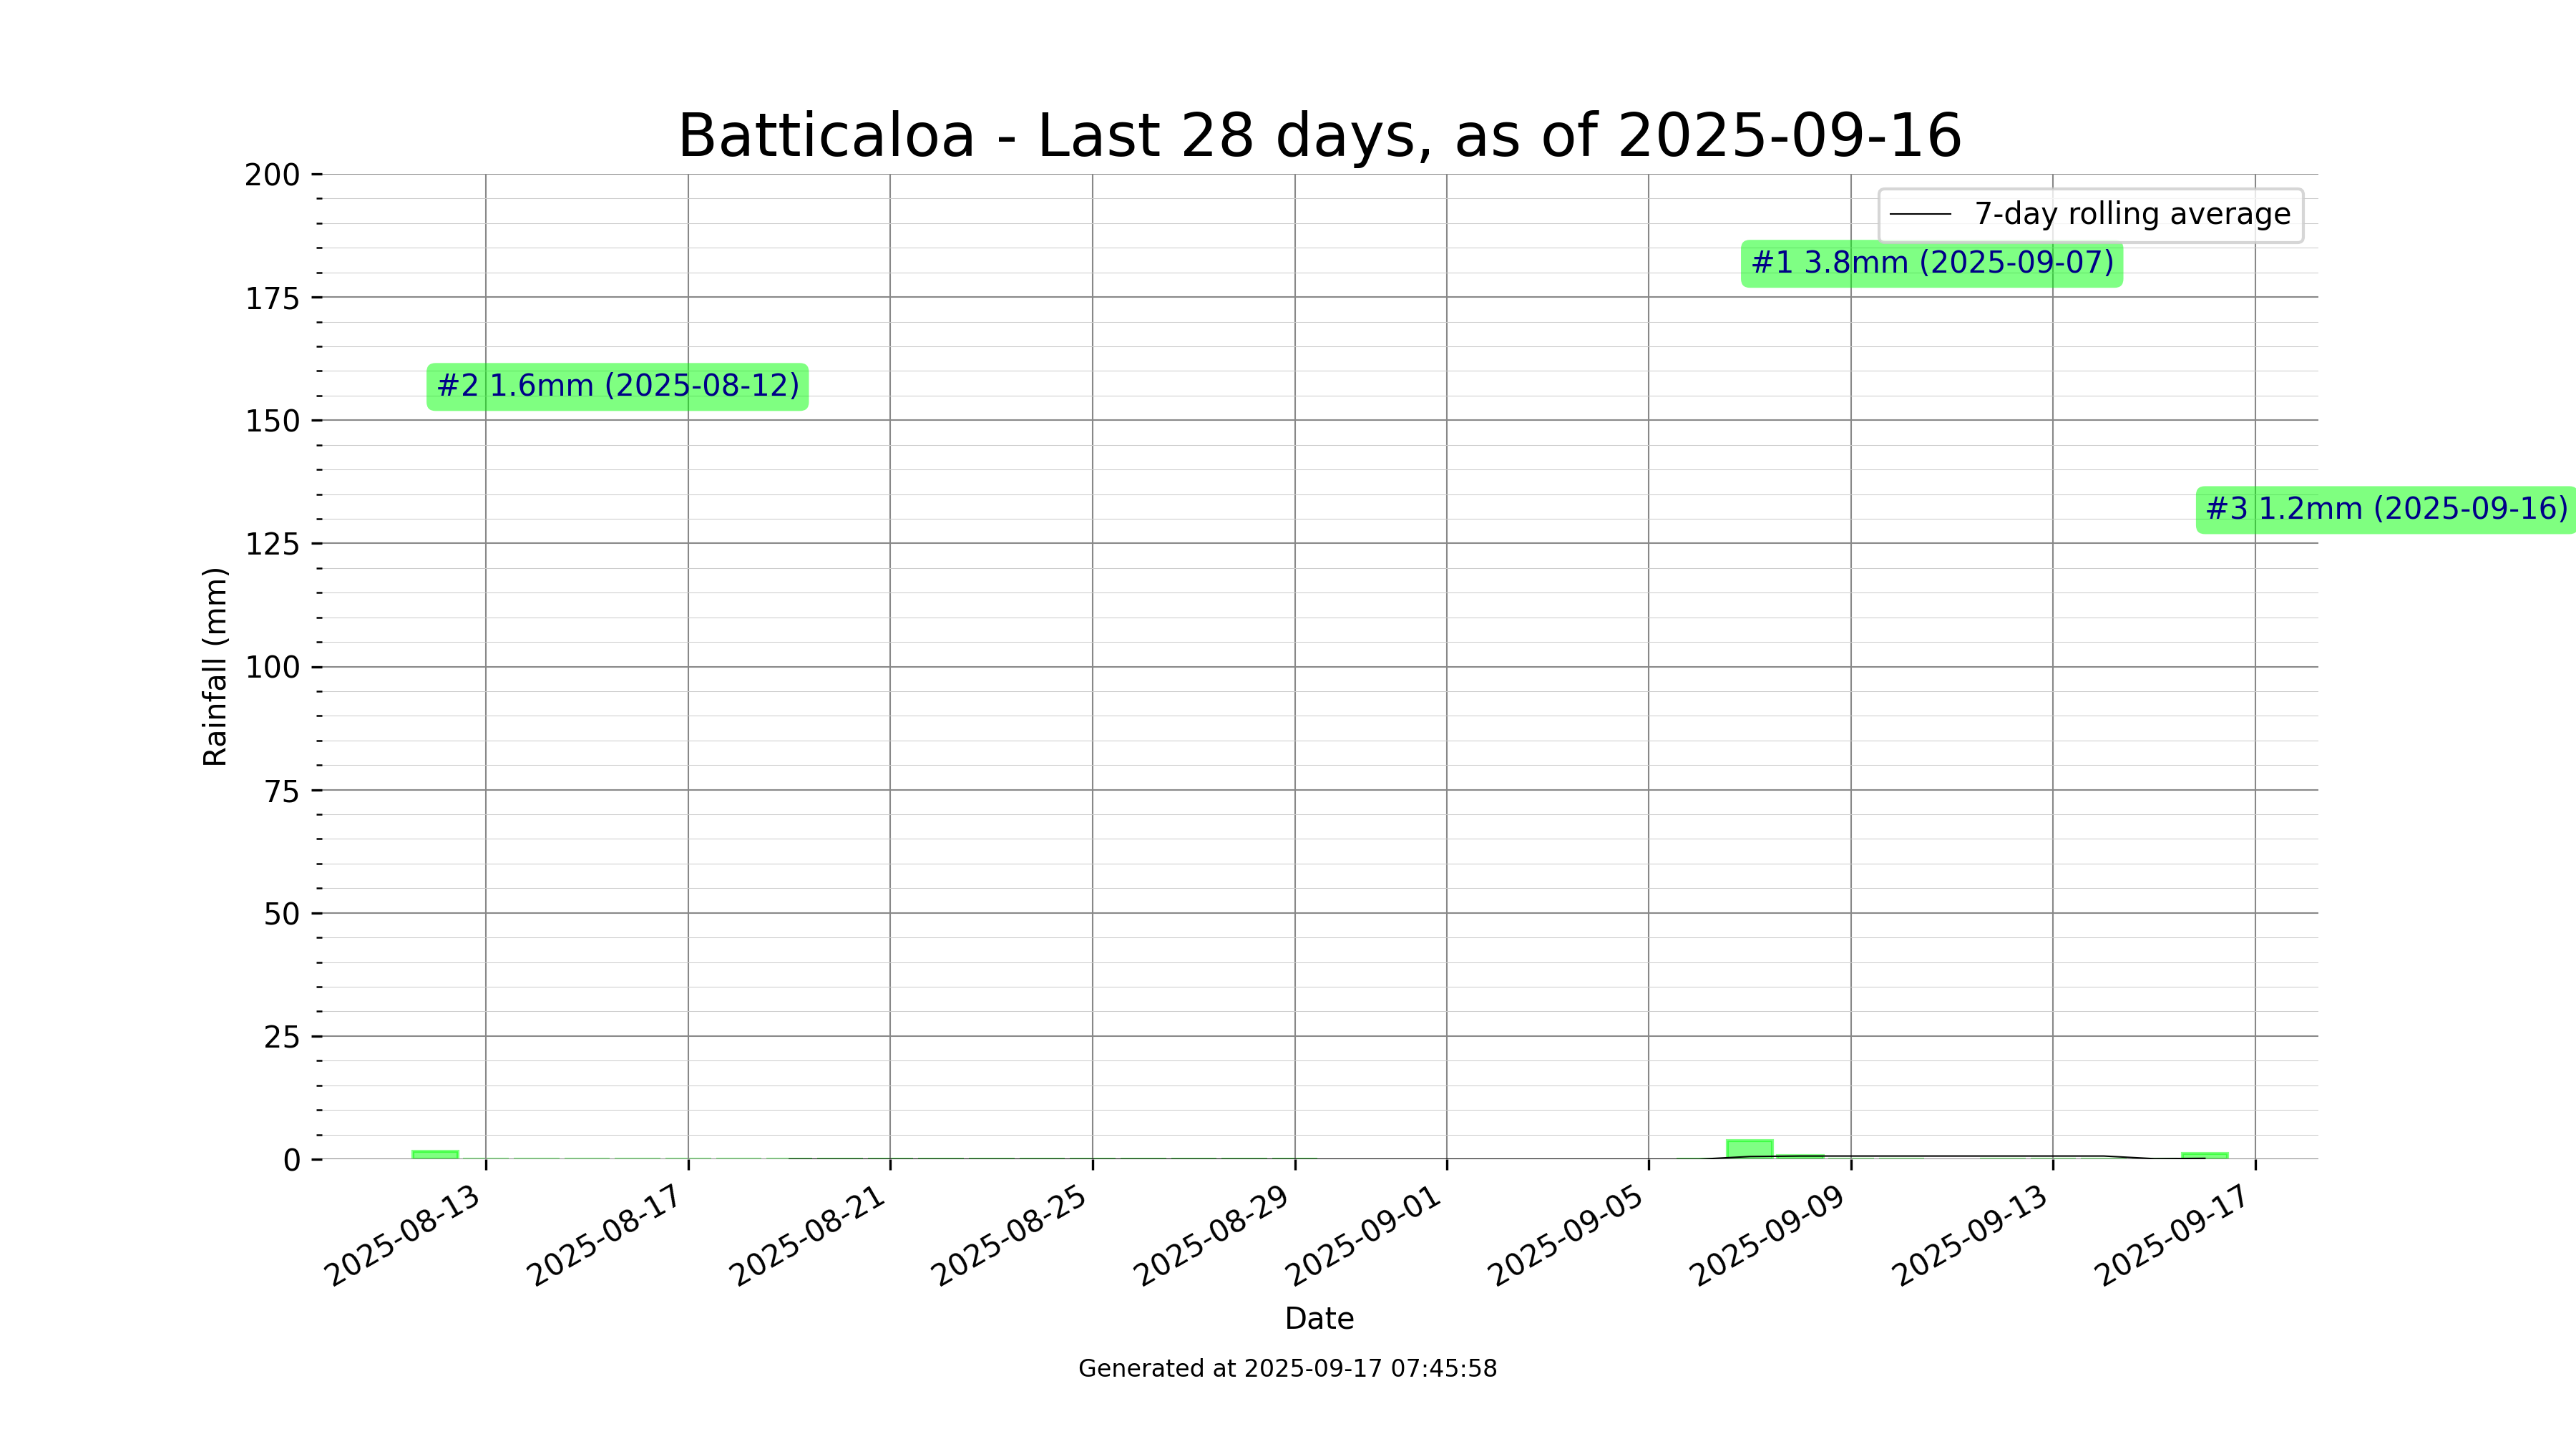 Batticaloa - Last 28 days, as of 2025-09-16
7-day rolling average
#1 3.8mm (2025-09-07)
#2 1.6mm (2025-08-12)
#3 1.2mm (2025-09-16)
Rainfall (mm)
200
175
150
125
100
75
50
25
0
2025-08-13
2025-08-17
2025-08-21
2025-08-25
2025-08-29
2025-09-01
2025-09-05
2025-09-09
2025-09-13
2025-09-17
Date
Generated at 2025-09-17 07:45:58